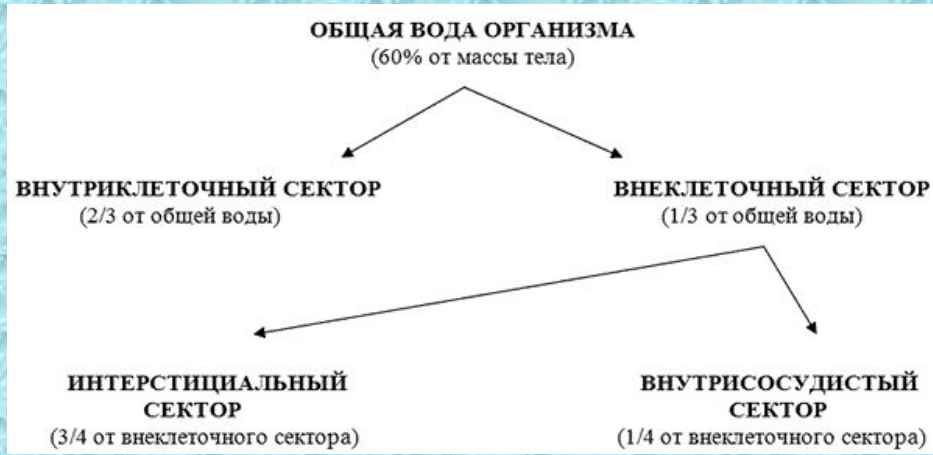 ОБЩАЯ ВОДА ОРГАНИЗМА
(60% от массы тела)
ВНУТРИКЛЕТОЧНЫЙ СЕКТОР
(2/3 от общей воды)
ВНЕКЛЕТОЧНЫЙ СЕКТОР
(1/3 от общей воды)
ИНТЕРСТИЦИАЛЬНЫЙ
СЕКТОР
(3/4 от внеклеточного сектора)
ВНУТРИСОСУДИСТЫЙ
СЕКТОР
(1/4 от внеклеточного сектора)